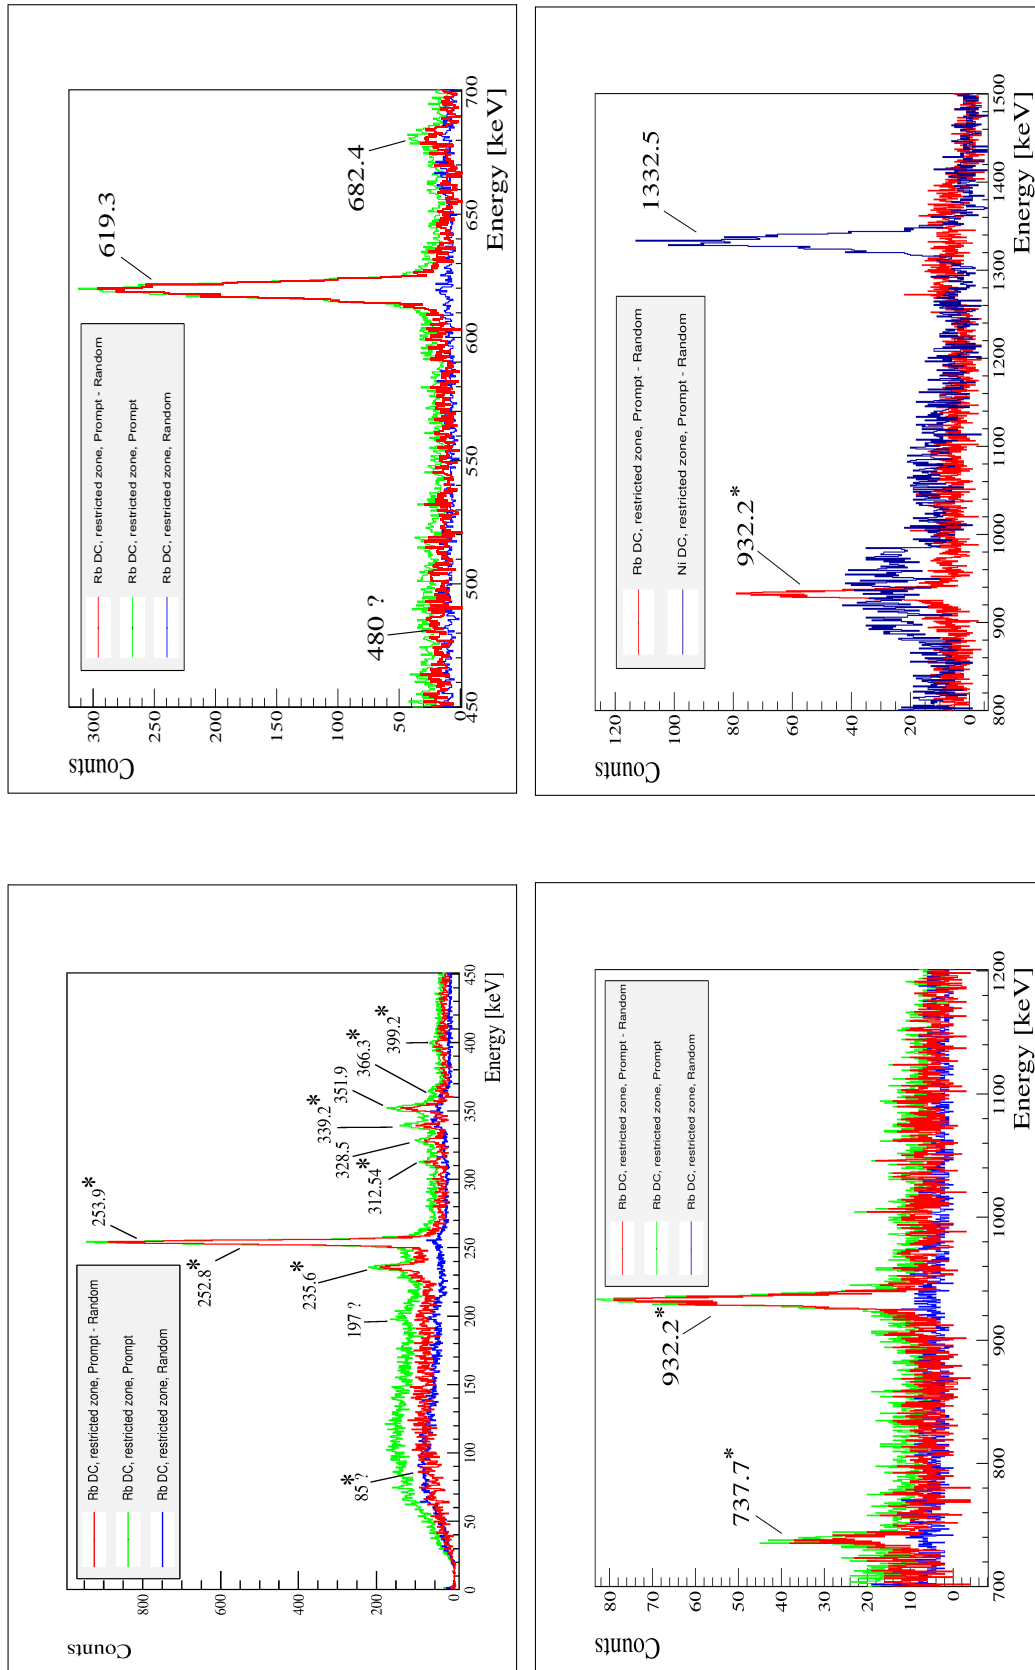 Counts
800
600
400
200
0
Rb DC, restricted zone, Prompt - Random
Rb DC, restricted zone, Prompt
Rb DC, restricted zone, Random
253.9*
252.8*
235.6*
197 ?
85*?
312.54*
328.5
339.2*
351.9
366.3*
399.2*
0 50 100 150 200 250 300 350 400 450
Energy [keV]
Counts
300
250
200
150
100
50
0
Rb DC, restricted zone, Prompt - Random
Rb DC, restricted zone, Prompt
Rb DC, restricted zone, Random
619.3
480 ?
682.4
450 500 550 600 650 700
Energy [keV]
Counts
80
70
60
50
40
30
20
10
0
Rb DC, restricted zone, Prompt - Random
Rb DC, restricted zone, Prompt
Rb DC, restricted zone, Random
932.2*
737.7*
700 800 900 1000 1100 1200
Energy [keV]
Counts
120
100
80
60
40
20
0
Rb DC, restricted zone, Prompt - Random
Ni DC, restricted zone, Prompt - Random
1332.5
932.2*
800 900 1000 1100 1200 1300 1400 1500
Energy [keV]